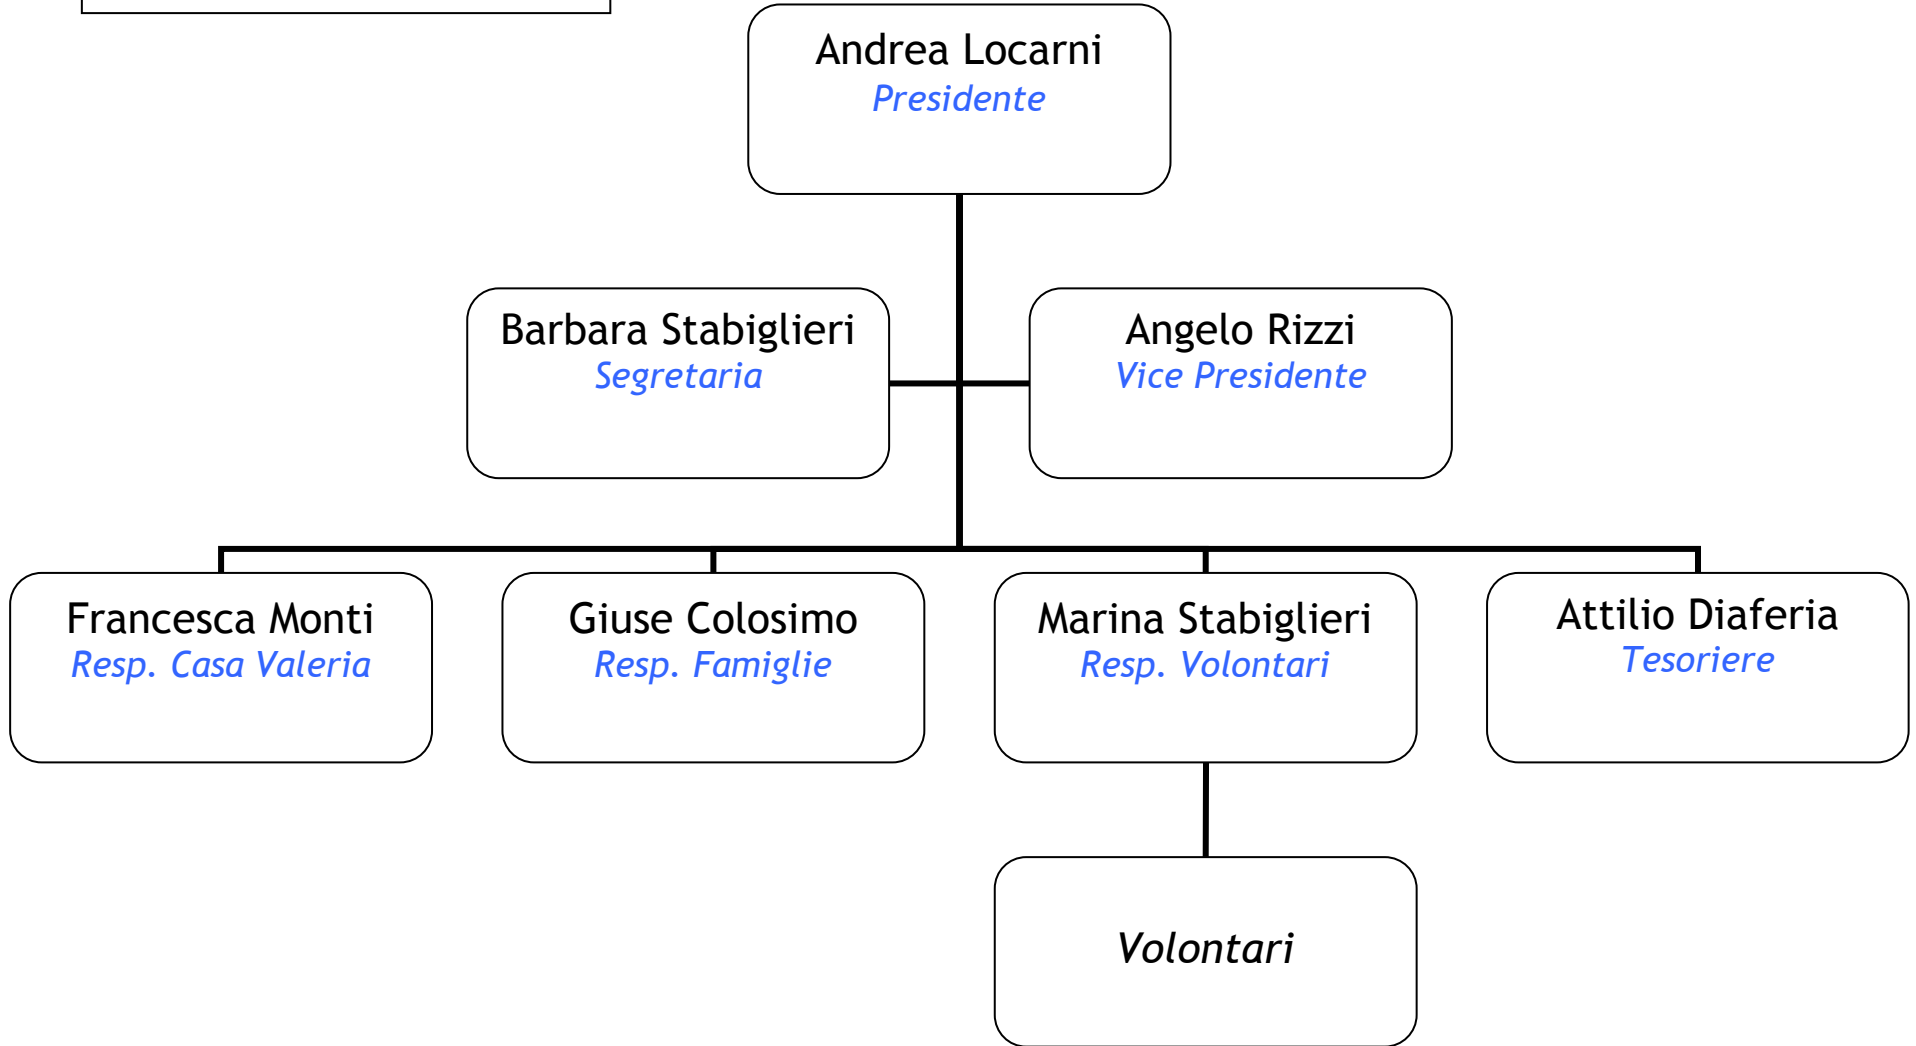 Andrea Locarni
Presidente
Barbara Stabiglieri
Segretaria
Angelo Rizzi
Vice Presidente
Francesca Monti
Resp. Casa Valeria
Giuse Colosimo
Resp. Famiglie
Marina Stabiglieri
Resp. Volontari
Attilio Diaferia
Tesoriere
Volontari